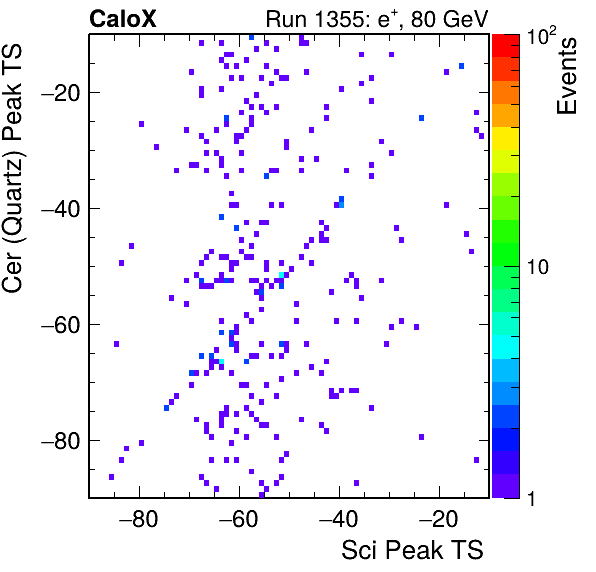 CaloX Run 1355: e⁺, 80 GeV
10²
Events
Cer (Quartz) Peak TS
−20
−40
10
−60
−80
1
−80 −60 −40 −20
Sci Peak TS